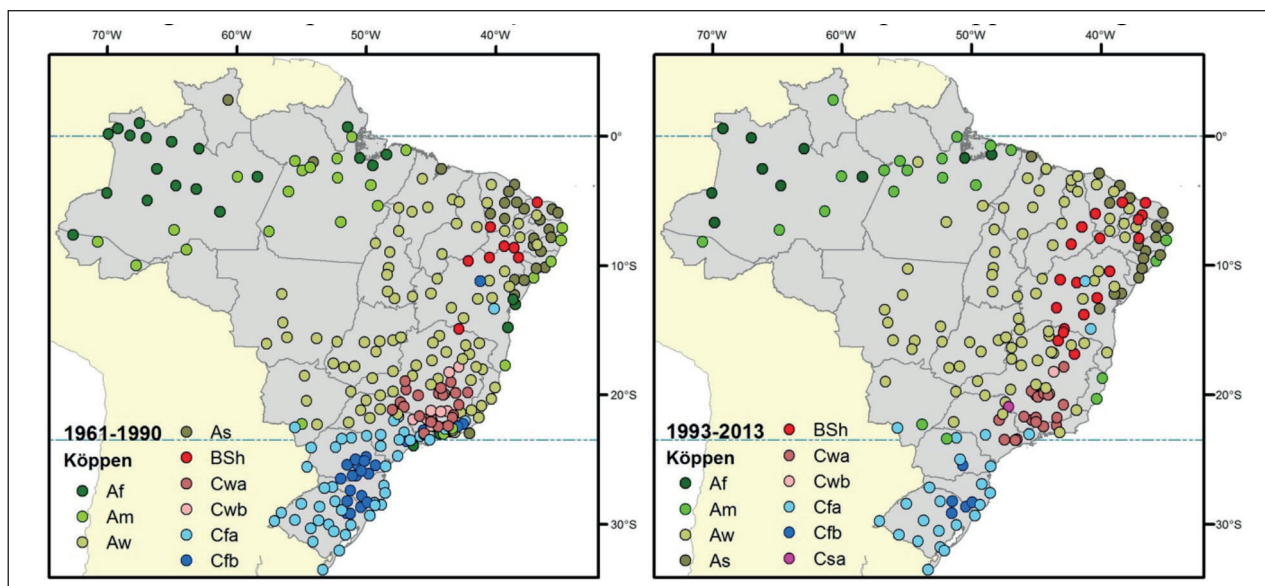 70°W 60°W 50°W 40°W
0°
10°S
20°S
30°S
1961-1990
Köppen
Af
Am
Aw
As
BSh
Cwa
Cwb
Cfa
Cfb
70°W 60°W 50°W 40°W
0°
10°S
20°S
30°S
1993-2013
Köppen
Af
Am
Aw
As
BSh
Cwa
Cwb
Cfa
Cfb
Csa